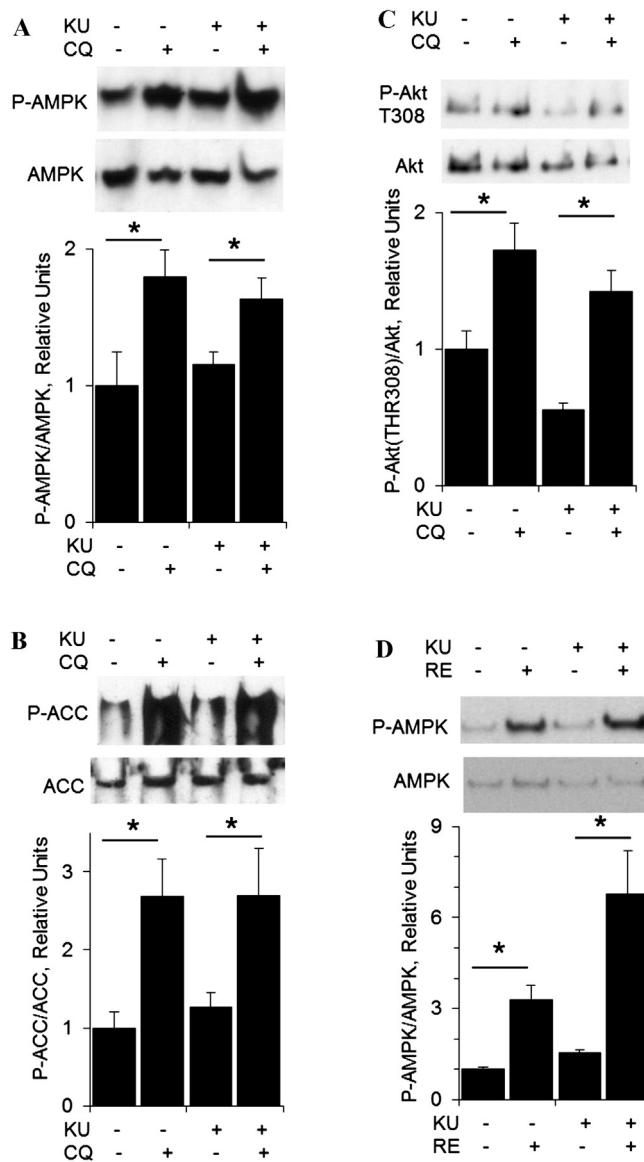 A
KU - - + +
CQ - + - +
P-AMPK
AMPK
* *
P-AMPK/AMPK, Relative Units
2
1
0
KU - - + +
CQ - + - +
B
KU - - + +
CQ - + - +
P-ACC
ACC
* *
P-ACC/ACC, Relative Units
3
2
1
0
KU - - + +
CQ - + - +
C
KU - - + +
CQ - + - +
P-Akt
T308
Akt
* *
P-Akt(THR308)/Akt, Relative Units
2
1
0
KU - - + +
CQ - + - +
D
KU - - + +
RE - + - +
P-AMPK
AMPK
* *
P-AMPK/AMPK, Relative Units
9
6
3
0
KU - - + +
RE - + - +